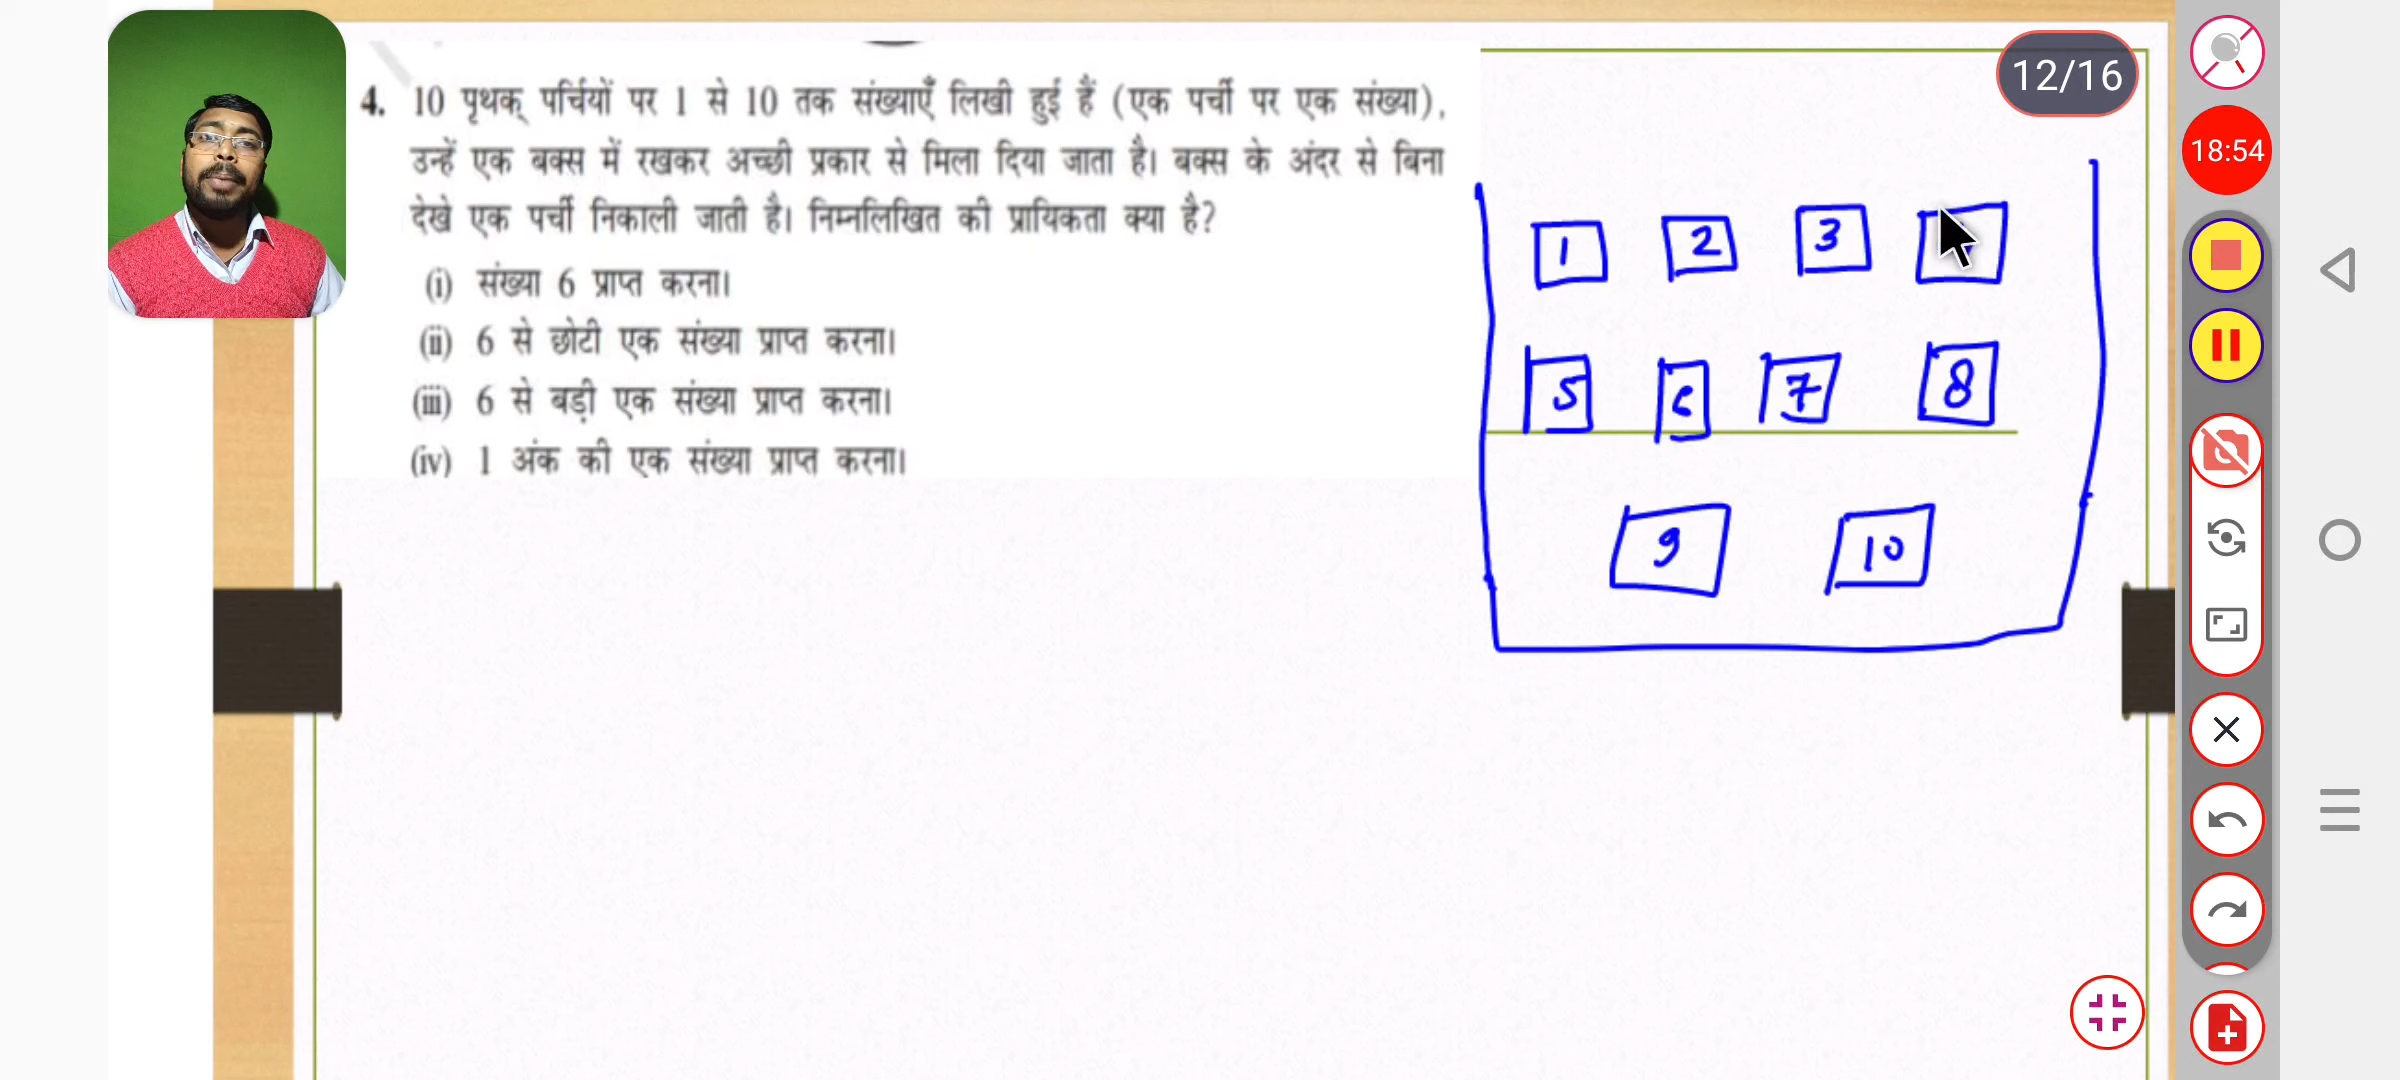 12/16
18:54
4. 10 पृथक् पर्चियों पर 1 से 10 तक संख्याएँ लिखी हुई हैं (एक पर्ची पर एक संख्या),
उन्हें एक बक्स में रखकर अच्छी प्रकार से मिला दिया जाता है। बक्स के अंदर से बिना
देखे एक पर्ची निकाली जाती है। निम्नलिखित की प्रायिकता क्या है?
(i) संख्या 6 प्राप्त करना।
(ii) 6 से छोटी एक संख्या प्राप्त करना।
(iii) 6 से बड़ी एक संख्या प्राप्त करना।
(iv) 1 अंक की एक संख्या प्राप्त करना।
1 2 3
5 6 7 8
9 10